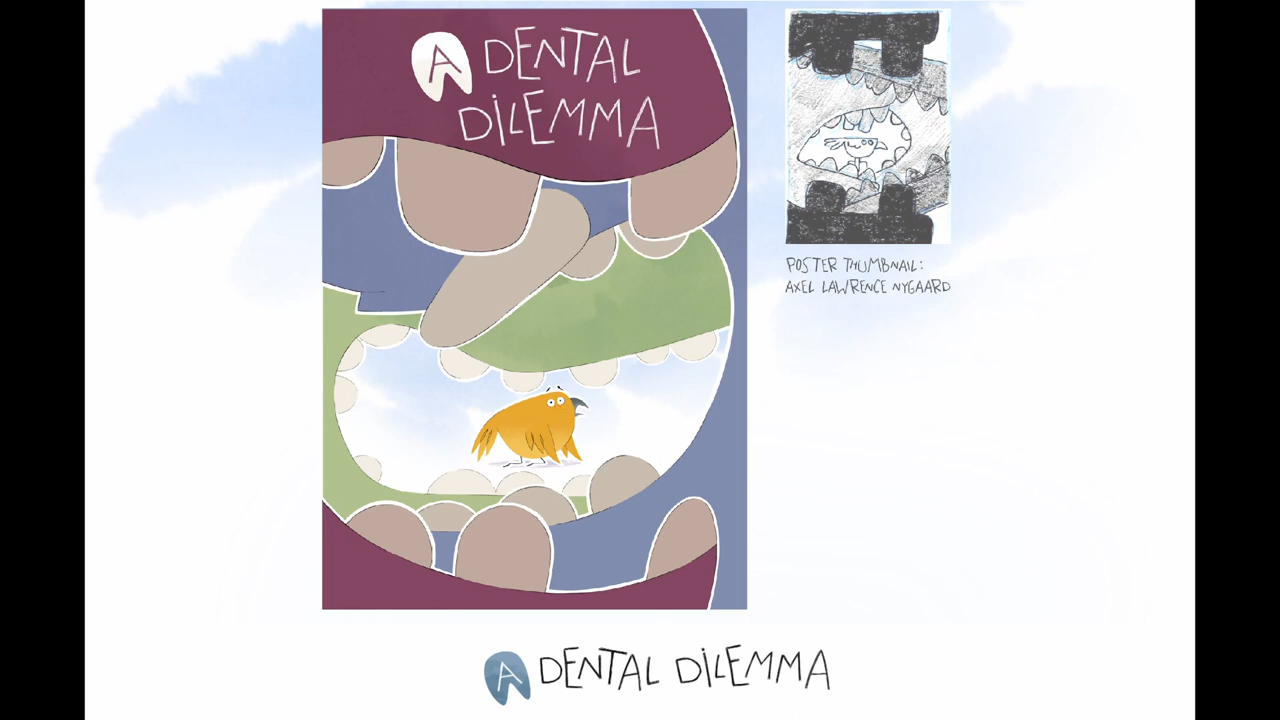 A DENTAL
DILEMMA
POSTER THUMBNAIL:
AXEL LAWRENCE NYGAARD
A DENTAL DILEMMA